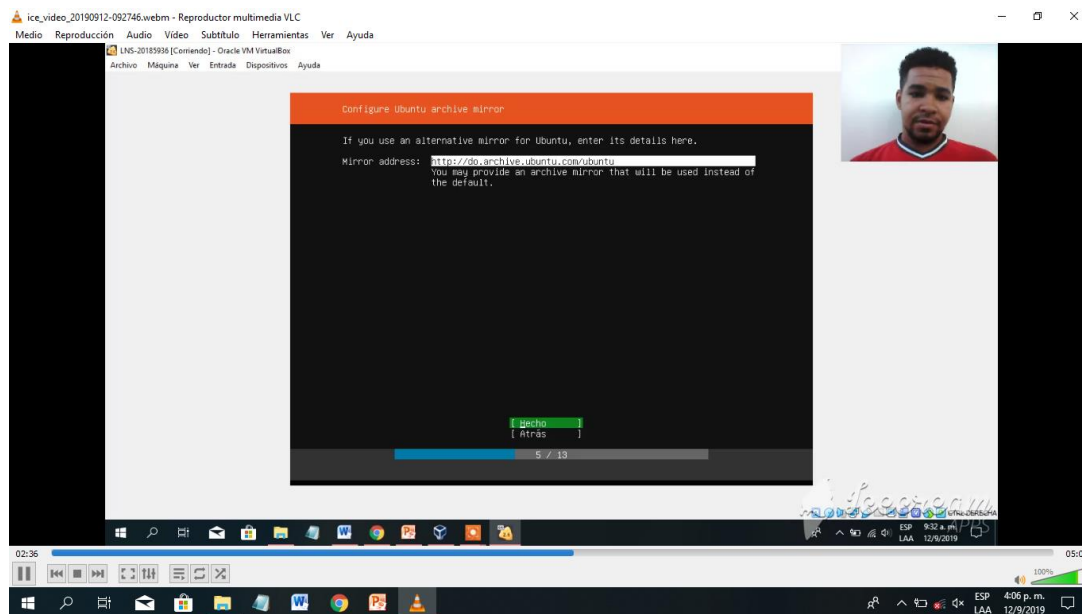 ice_video_20190912-092746.webm - Reproductor multimedia VLC
Medio Reproducción Audio Vídeo Subtítulo Herramientas Ver Ayuda
LNS-20185936 [Corriendo] - Oracle VM VirtualBox
Archivo Máquina Ver Entrada Dispositivos Ayuda
Configure Ubuntu archive mirror
If you use an alternative mirror for Ubuntu, enter its details here.
Mirror address: http://do.archive.ubuntu.com/ubuntu
You may provide an archive mirror that will be used instead of
the default.
[ Hecho ]
[ Atrás ]
5 / 13
APPS
ESP 9:32 a. m.
LAA 12/9/2019
02:36
100%
ESP 4:06 p. m.
LAA 12/9/2019